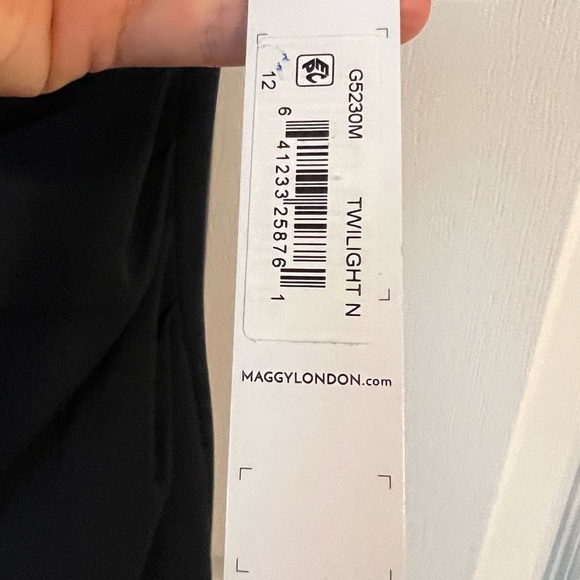 G5230M TWILIGHT N
12
6 41233 25876 1
MAGGYLONDON.com